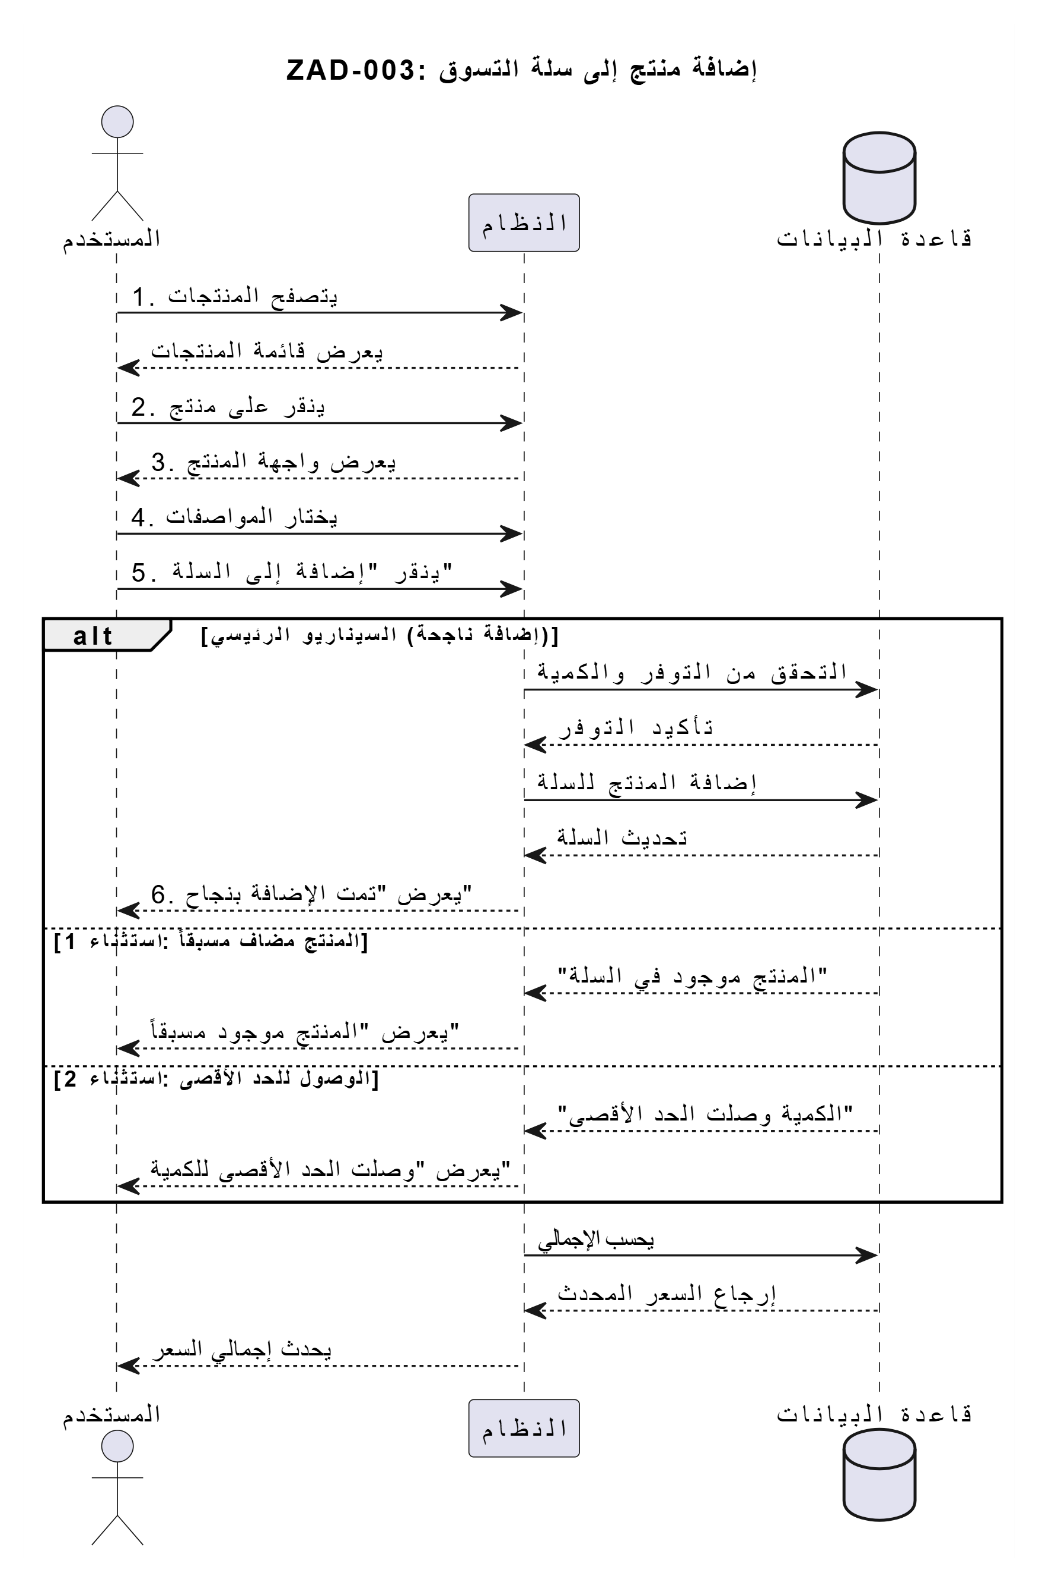 ZAD-003: إضافة منتج إلى سلة التسوق
المستخدم
النظام
قاعدة البيانات
1. يتصفح المنتجات
يعرض قائمة المنتجات
2. ينقر على منتج
3. يعرض واجهة المنتج
4. يختار المواصفات
5. ينقر "إضافة إلى السلة"
alt
[السيناريو الرئيسي (إضافة ناجحة)]
التحقق من التوفر والكمية
تأكيد التوفر
إضافة المنتج للسلة
تحديث السلة
6. يعرض "تمت الإضافة بنجاح"
[استثناء 1: المنتج مضاف مسبقاً]
"المنتج موجود في السلة"
يعرض "المنتج موجود مسبقاً"
[استثناء 2: الوصول للحد الأقصى]
"الكمية وصلت الحد الأقصى"
يعرض "وصلت الحد الأقصى للكمية"
يحسب الإجمالي
إرجاع السعر المحدث
يحدث إجمالي السعر
المستخدم
النظام
قاعدة البيانات